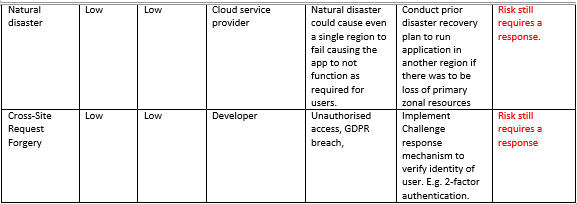 Natural
disaster
Low
Low
Cloud service
provider
Natural disaster
could cause even
a single region to
fail causing the
app to not
function as
required for
users.
Conduct prior
disaster recovery
plan to run
application in
another region if
there was to be
loss of primary
zonal resources
Risk still
requires a
response.
Cross-Site
Request
Forgery
Low
Low
Developer
Unauthorised
access, GDPR
breach,
Implement
Challenge
response
mechanism to
verify identity of
user. E.g. 2-factor
authentication.
Risk still
requires a
response